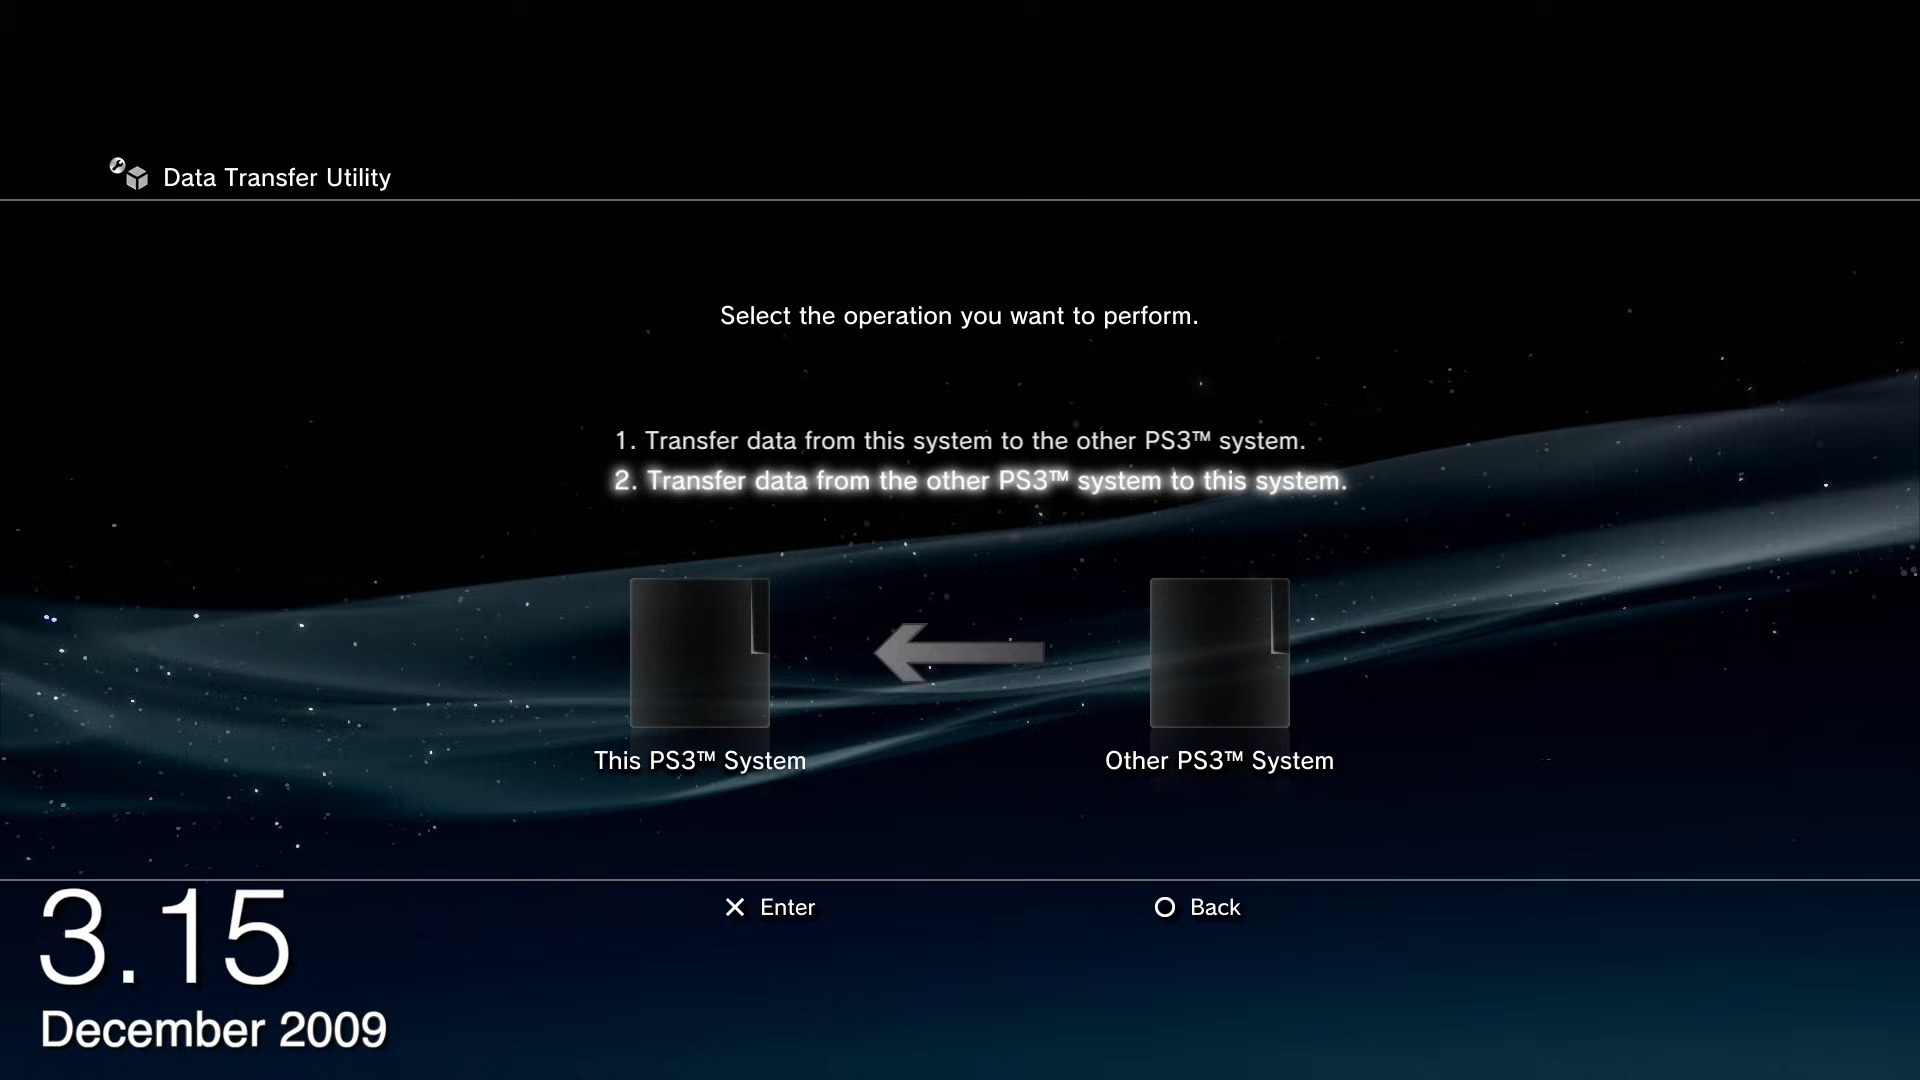 Data Transfer Utility
Select the operation you want to perform.
1. Transfer data from this system to the other PS3™ system.
2. Transfer data from the other PS3™ system to this system.
This PS3™ System
Other PS3™ System
Enter
Back
3.15
December 2009